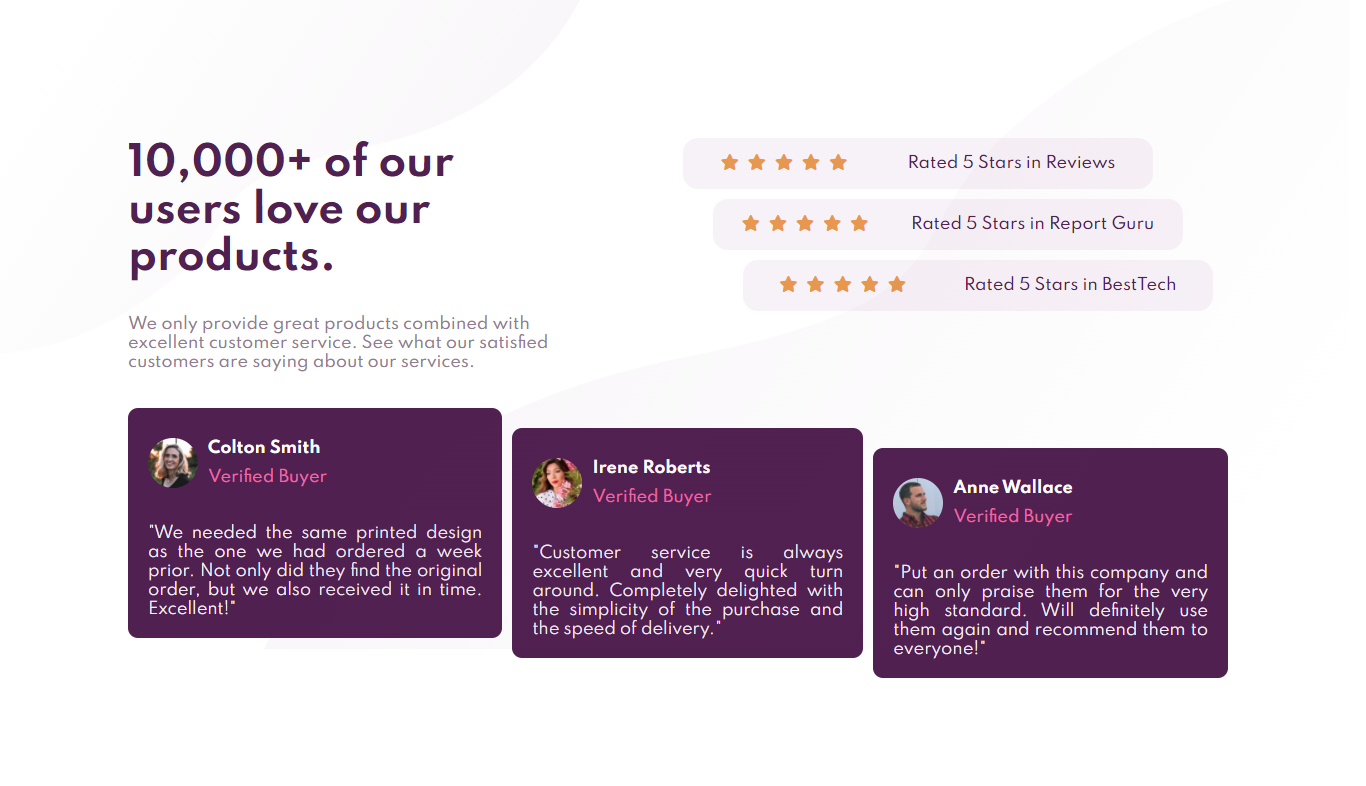 10,000+ of our
users love our
products.
We only provide great products combined with
excellent customer service. See what our satisfied
customers are saying about our services.
Rated 5 Stars in Reviews
Rated 5 Stars in Report Guru
Rated 5 Stars in BestTech
Colton Smith
Verified Buyer
"We needed the same printed design
as the one we had ordered a week
prior. Not only did they find the original
order, but we also received it in time.
Excellent!"
Irene Roberts
Verified Buyer
"Customer service is always
excellent and very quick turn
around. Completely delighted with
the simplicity of the purchase and
the speed of delivery."
Anne Wallace
Verified Buyer
"Put an order with this company and
can only praise them for the very
high standard. Will definitely use
them again and recommend them to
everyone!"